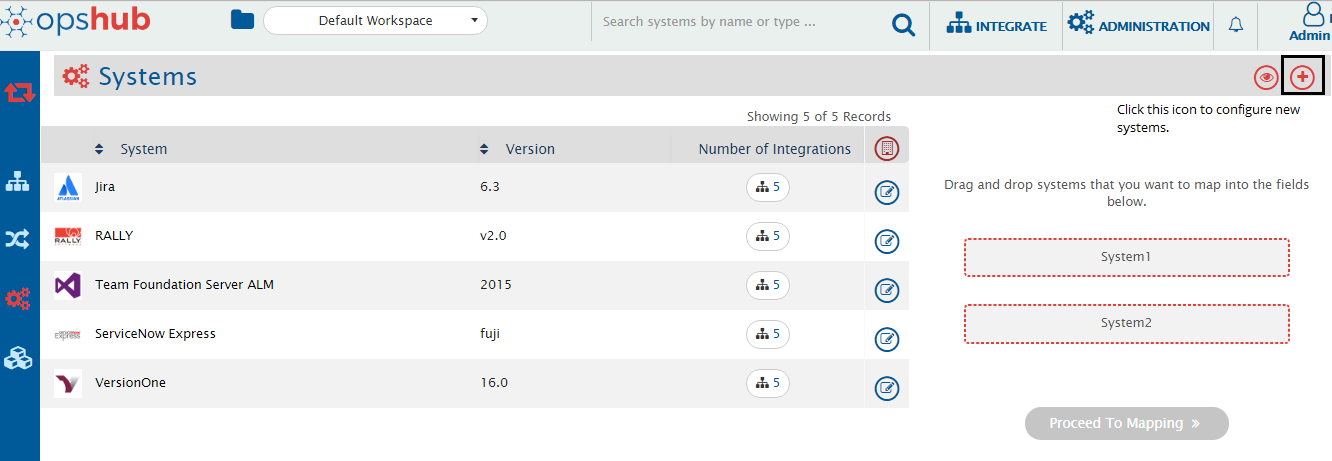 opshub
Default Workspace
Search systems by name or type ...
INTEGRATE
ADMINISTRATION
Admin
Systems
Click this icon to configure new
systems.
Showing 5 of 5 Records
System Version Number of Integrations
Jira 6.3 5
RALLY RALLY v2.0 5
Team Foundation Server ALM 2015 5
ServiceNow Express fuji 5
VersionOne 16.0 5
Drag and drop systems that you want to map into the fields
below.
System1
System2
Proceed To Mapping »